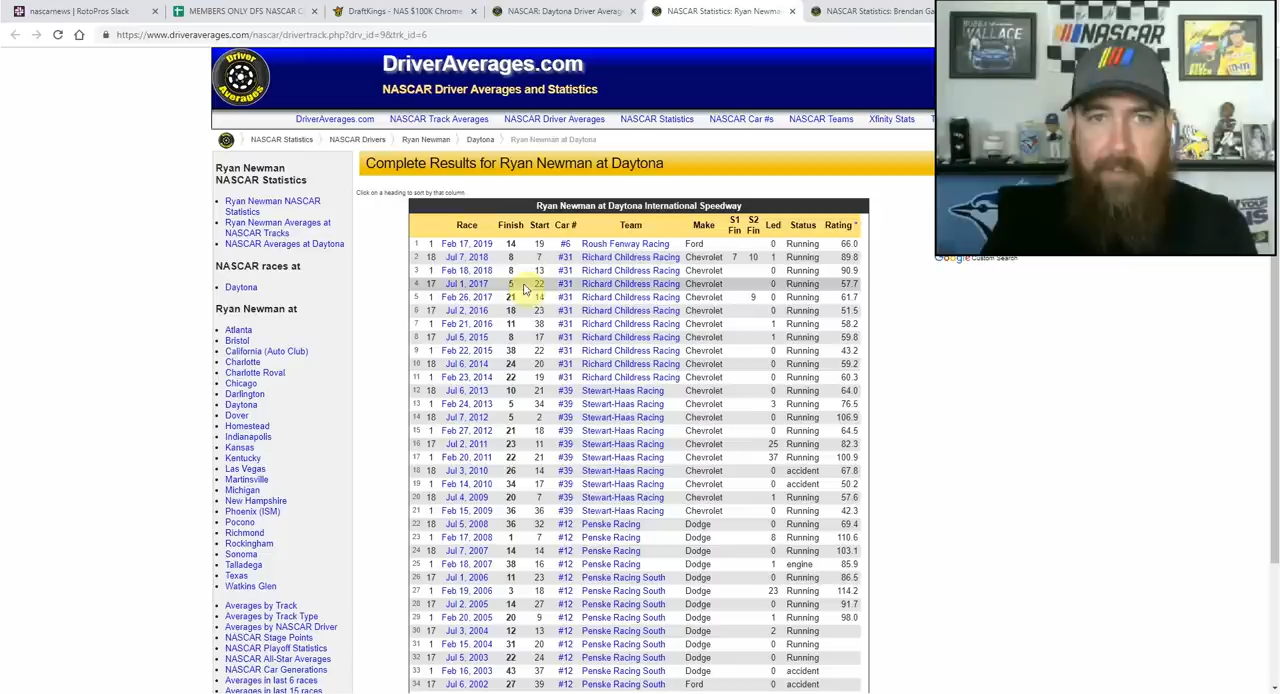 nascarnews | RotoPros Slack
MEMBERS ONLY DFS NASCAR C
DraftKings - NAS $100K Chrome
NASCAR: Daytona Driver Average
NASCAR Statistics: Ryan Newma
NASCAR Statistics: Brendan Ga
https://www.driveraverages.com/nascar/drivertrack.php?drv_id=9&trk_id=6
BUBBA WALLACE
NASCAR
Driver Averages
DriverAverages.com
NASCAR Driver Averages and Statistics
DriverAverages.com NASCAR Track Averages NASCAR Driver Averages NASCAR Statistics NASCAR Car #s NASCAR Teams Xfinity Stats
NASCAR Statistics NASCAR Drivers Ryan Newman Daytona Ryan Newman at Daytona
Ryan Newman
NASCAR Statistics
Ryan Newman NASCAR
Statistics
Ryan Newman Averages at
NASCAR Tracks
NASCAR Averages at Daytona
NASCAR races at
Daytona
Ryan Newman at
Atlanta
Bristol
California (Auto Club)
Charlotte
Charlotte Roval
Chicago
Darlington
Daytona
Dover
Homestead
Indianapolis
Kansas
Kentucky
Las Vegas
Martinsville
Michigan
New Hampshire
Phoenix (ISM)
Pocono
Richmond
Rockingham
Sonoma
Talladega
Texas
Watkins Glen
Averages by Track
Averages by Track Type
Averages by NASCAR Driver
NASCAR Stage Points
NASCAR Playoff Statistics
NASCAR All-Star Averages
NASCAR Car Generations
Averages in last 6 races
Averages in last 15 races
Complete Results for Ryan Newman at Daytona
Click on a heading to sort by that column.
Ryan Newman at Daytona International Speedway
Race Finish Start Car # Team Make S1 Fin S2 Fin Led Status Rating
1 1 Feb 17, 2019 14 19 #6 Roush Fenway Racing Ford 0 Running 66.0
2 18 Jul 7, 2018 8 7 #31 Richard Childress Racing Chevrolet 7 10 1 Running 89.8
3 1 Feb 18, 2018 8 13 #31 Richard Childress Racing Chevrolet 0 Running 90.9
4 17 Jul 1, 2017 5 22 #31 Richard Childress Racing Chevrolet 0 Running 57.7
5 1 Feb 26, 2017 21 14 #31 Richard Childress Racing Chevrolet 9 0 Running 61.7
6 17 Jul 2, 2016 18 23 #31 Richard Childress Racing Chevrolet 0 Running 51.5
7 1 Feb 21, 2016 11 38 #31 Richard Childress Racing Chevrolet 1 Running 58.2
8 17 Jul 5, 2015 8 17 #31 Richard Childress Racing Chevrolet 1 Running 59.8
9 1 Feb 22, 2015 38 22 #31 Richard Childress Racing Chevrolet 0 Running 43.2
10 18 Jul 6, 2014 24 20 #31 Richard Childress Racing Chevrolet 0 Running 59.2
11 1 Feb 23, 2014 22 19 #31 Richard Childress Racing Chevrolet 0 Running 60.3
12 18 Jul 6, 2013 10 21 #39 Stewart-Haas Racing Chevrolet 0 Running 64.0
13 1 Feb 24, 2013 5 34 #39 Stewart-Haas Racing Chevrolet 3 Running 76.5
14 18 Jul 7, 2012 5 2 #39 Stewart-Haas Racing Chevrolet 0 Running 106.9
15 1 Feb 27, 2012 21 18 #39 Stewart-Haas Racing Chevrolet 0 Running 64.5
16 17 Jul 2, 2011 23 11 #39 Stewart-Haas Racing Chevrolet 25 Running 82.3
17 1 Feb 20, 2011 22 21 #39 Stewart-Haas Racing Chevrolet 37 Running 100.9
18 18 Jul 3, 2010 26 14 #39 Stewart-Haas Racing Chevrolet 0 accident 67.8
19 1 Feb 14, 2010 34 17 #39 Stewart-Haas Racing Chevrolet 0 accident 50.2
20 18 Jul 4, 2009 20 7 #39 Stewart-Haas Racing Chevrolet 1 Running 57.6
21 1 Feb 15, 2009 36 36 #39 Stewart-Haas Racing Chevrolet 0 Running 42.3
22 18 Jul 5, 2008 36 32 #12 Penske Racing Dodge 0 Running 69.4
23 1 Feb 17, 2008 1 7 #12 Penske Racing Dodge 8 Running 110.6
24 18 Jul 7, 2007 14 14 #12 Penske Racing Dodge 0 Running 103.1
25 1 Feb 18, 2007 38 16 #12 Penske Racing Dodge 1 engine 85.9
26 17 Jul 1, 2006 11 23 #12 Penske Racing South Dodge 0 Running 86.5
27 1 Feb 19, 2006 3 18 #12 Penske Racing South Dodge 23 Running 114.2
28 17 Jul 2, 2005 14 27 #12 Penske Racing South Dodge 0 Running 91.7
29 1 Feb 20, 2005 20 9 #12 Penske Racing South Dodge 1 Running 98.0
30 17 Jul 3, 2004 12 13 #12 Penske Racing South Dodge 2 Running
31 1 Feb 15, 2004 31 20 #12 Penske Racing South Dodge 0 Running
32 17 Jul 5, 2003 22 24 #12 Penske Racing South Dodge 0 Running
33 1 Feb 16, 2003 43 37 #12 Penske Racing South Dodge 0 accident
34 17 Jul 6, 2002 27 39 #12 Penske Racing South Ford 0 accident
Google Custom Search